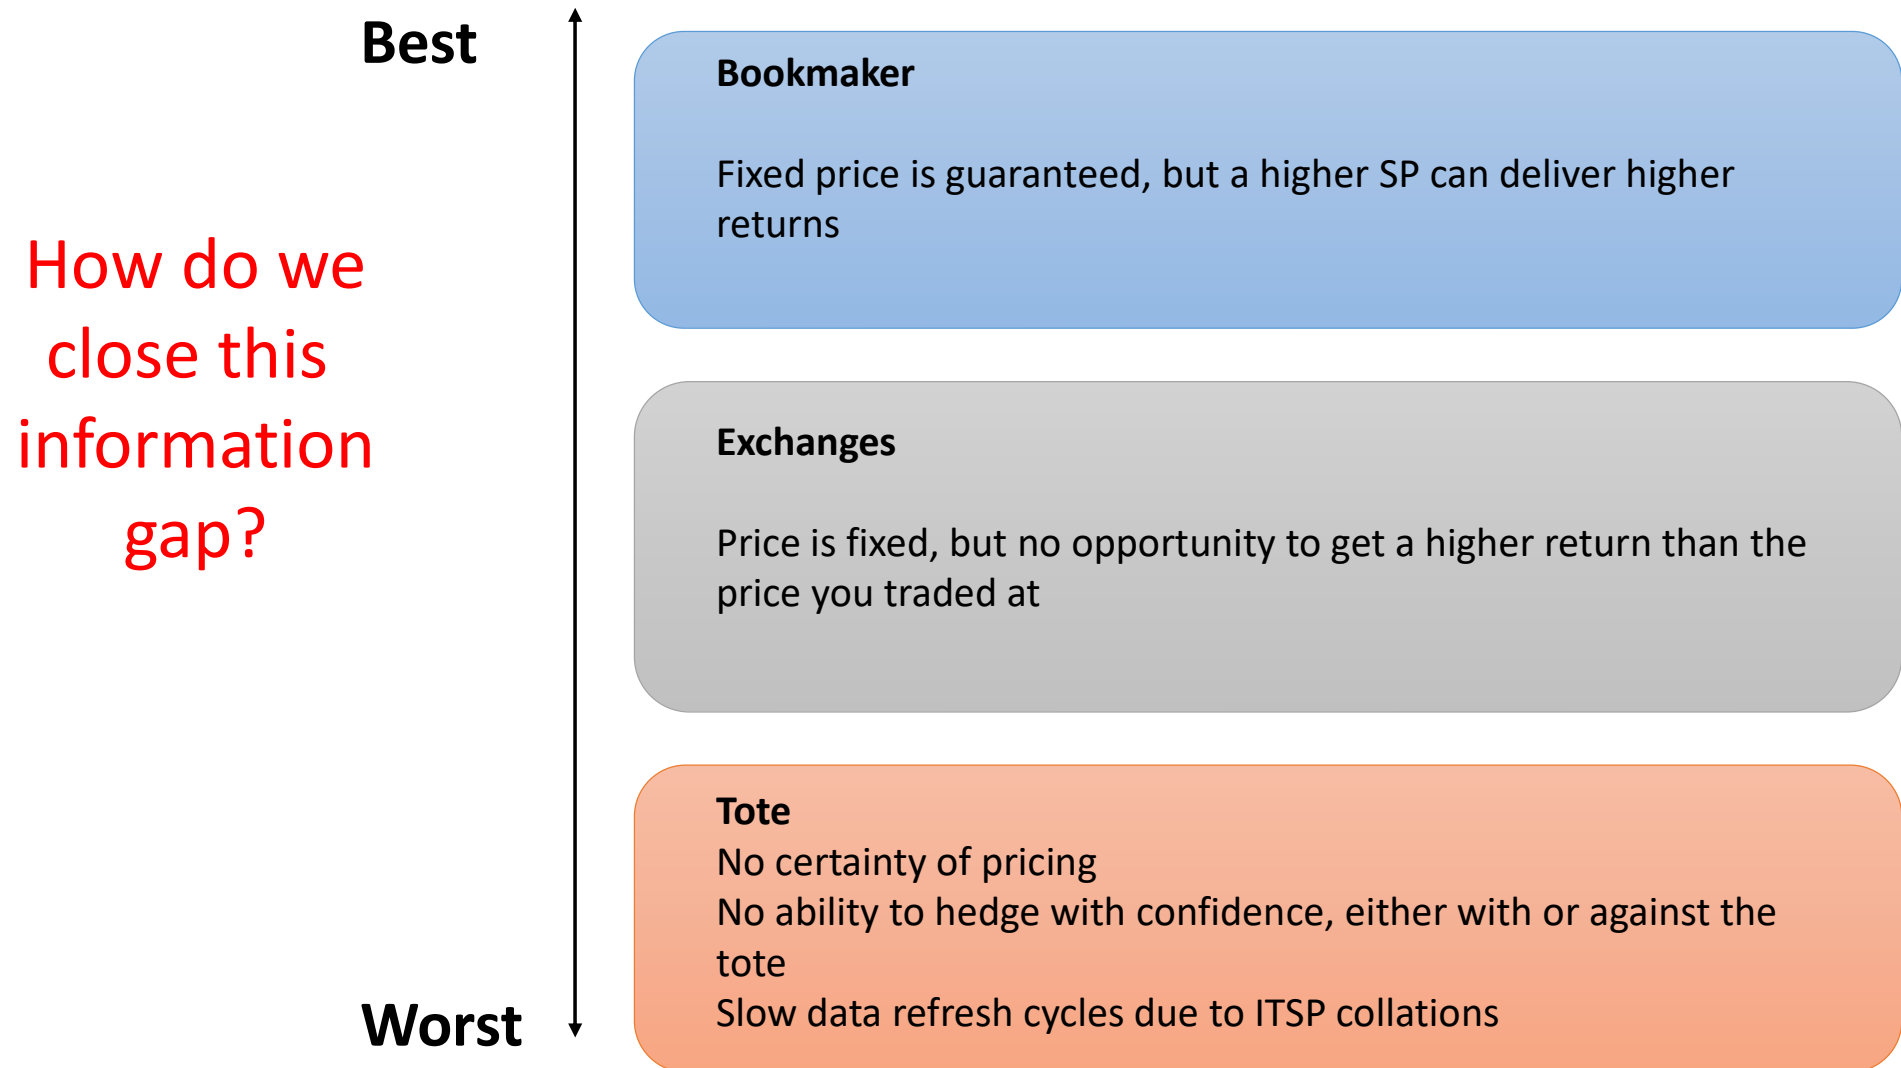 Best
How do we
close this
information
gap?
Worst
Bookmaker
Fixed price is guaranteed, but a higher SP can deliver higher
returns
Exchanges
Price is fixed, but no opportunity to get a higher return than the
price you traded at
Tote
No certainty of pricing
No ability to hedge with confidence, either with or against the
tote
Slow data refresh cycles due to ITSP collations